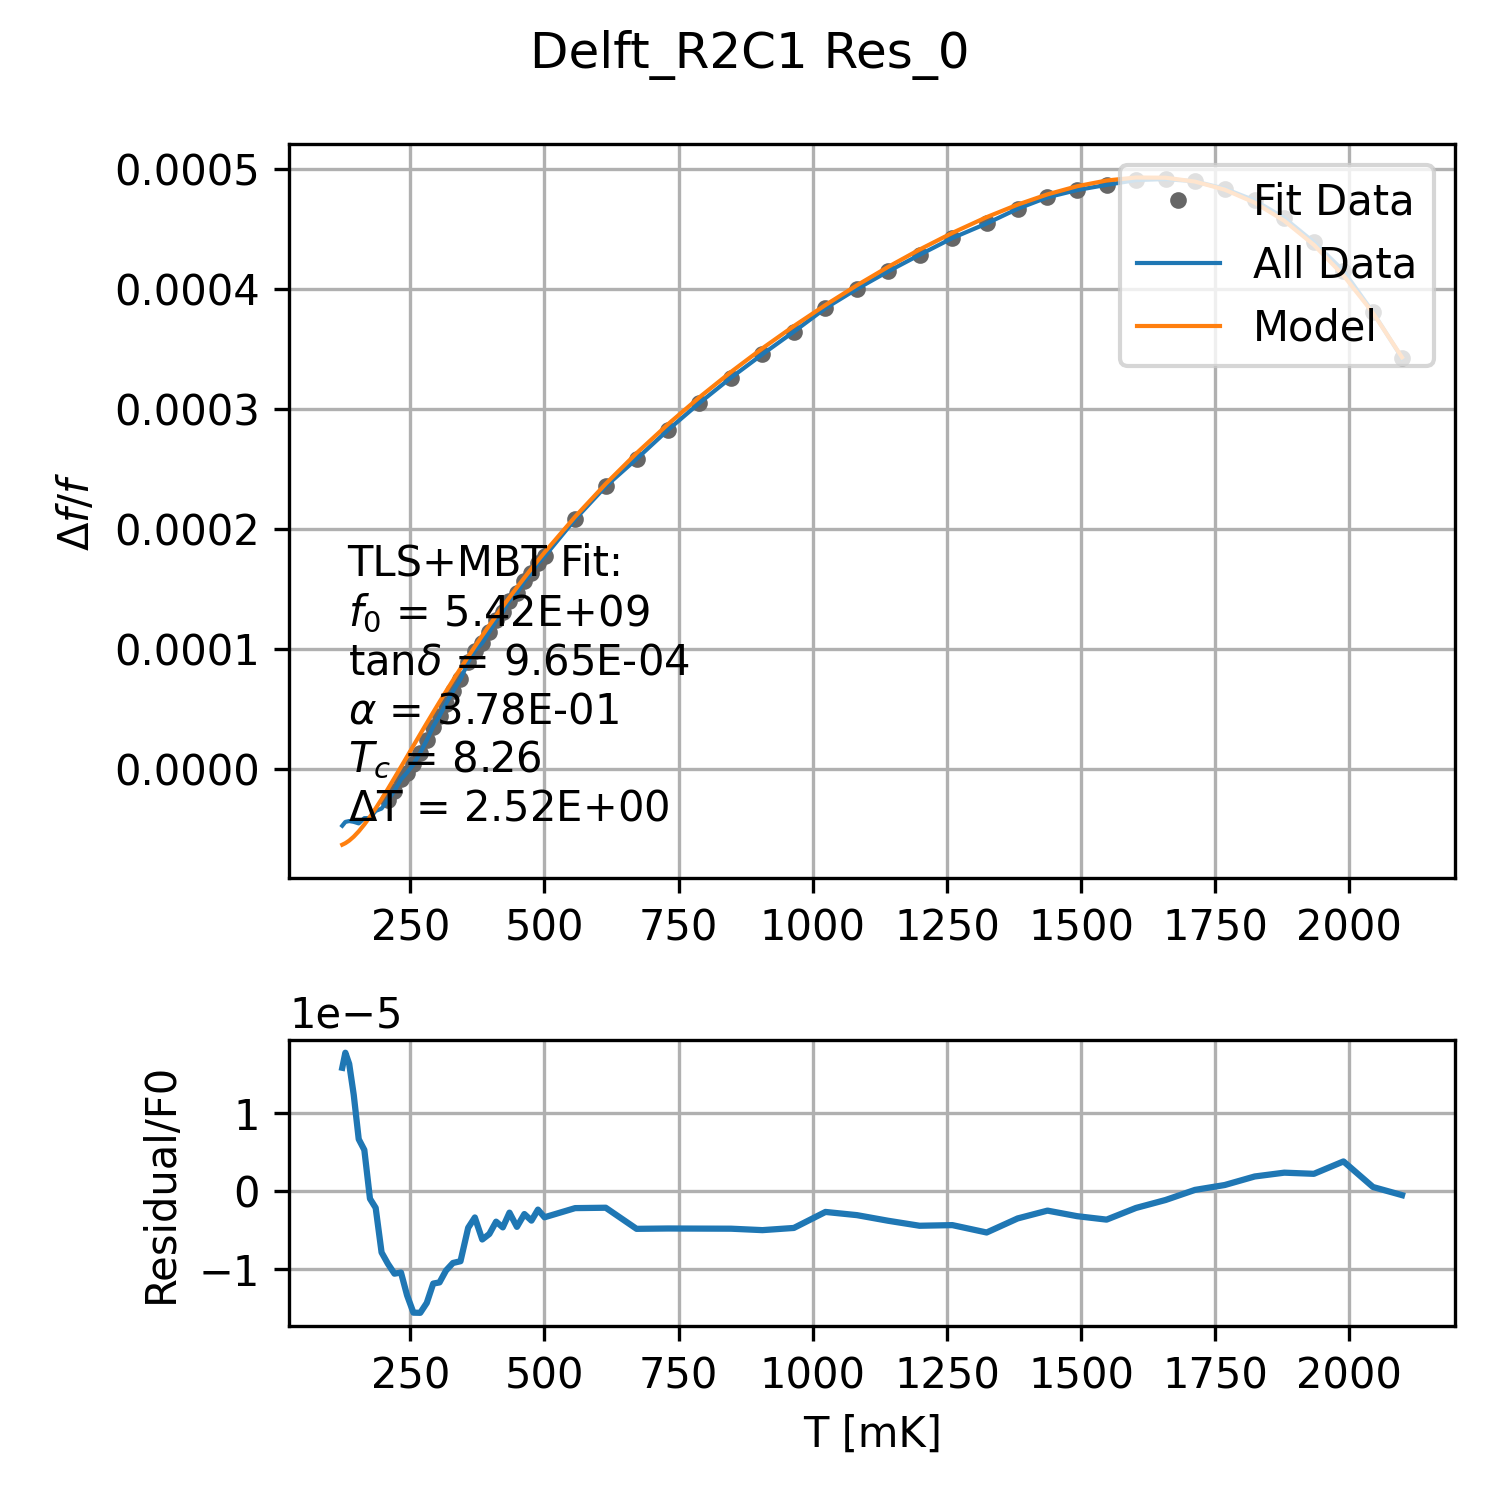 Delft_R2C1 Res_0
0.0005
0.0004
0.0003
0.0002
0.0001
0.0000
Δf/f
Fit Data
All Data
Model
TLS+MBT Fit:
f₀ = 5.42E+09
tanδ = 9.65E-04
α = 3.78E-01
T_c = 8.26
ΔT = 2.52E+00
250 500 750 1000 1250 1500 1750 2000
1e−5
1
0
−1
Residual/F0
250 500 750 1000 1250 1500 1750 2000
T [mK]